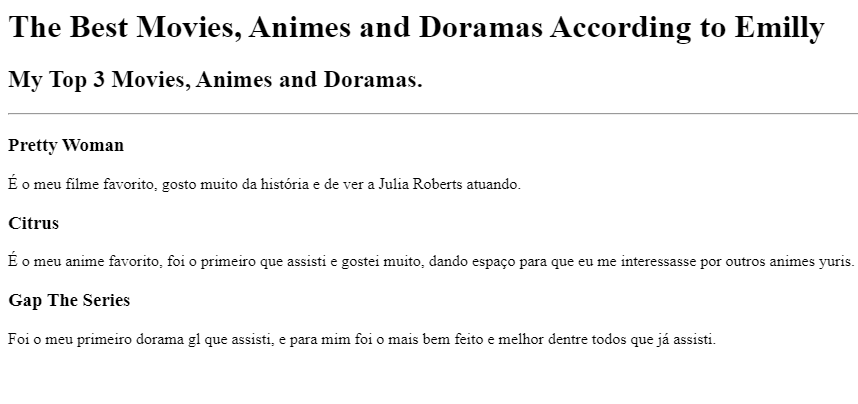 The Best Movies, Animes and Doramas According to Emilly
My Top 3 Movies, Animes and Doramas.
Pretty Woman
É o meu filme favorito, gosto muito da história e de ver a Julia Roberts atuando.
Citrus
É o meu anime favorito, foi o primeiro que assisti e gostei muito, dando espaço para que eu me interessasse por outros animes yuris.
Gap The Series
Foi o meu primeiro dorama gl que assisti, e para mim foi o mais bem feito e melhor dentre todos que já assisti.